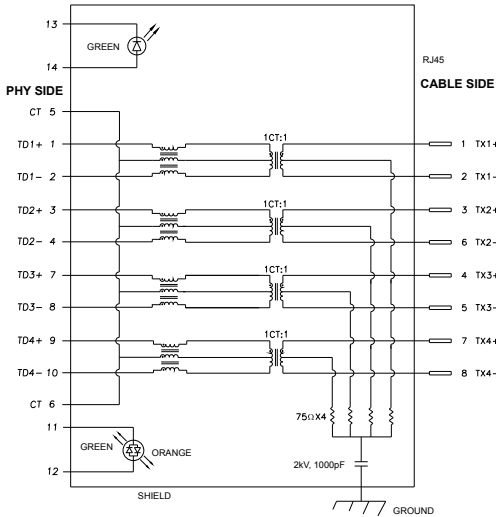 13
GREEN
14
RJ45
PHY SIDE
CABLE SIDE
CT 5
1CT:1
TD1+ 1
1 TX1+
TD1- 2
2 TX1-
1CT:1
TD2+ 3
3 TX2+
TD2- 4
6 TX2-
1CT:1
TD3+ 7
4 TX3+
TD3- 8
5 TX3-
1CT:1
TD4+ 9
7 TX4+
TD4- 10
8 TX4-
CT 6
75ΩX4
11
GREEN
ORANGE
12
2kV, 1000pF
SHIELD
GROUND